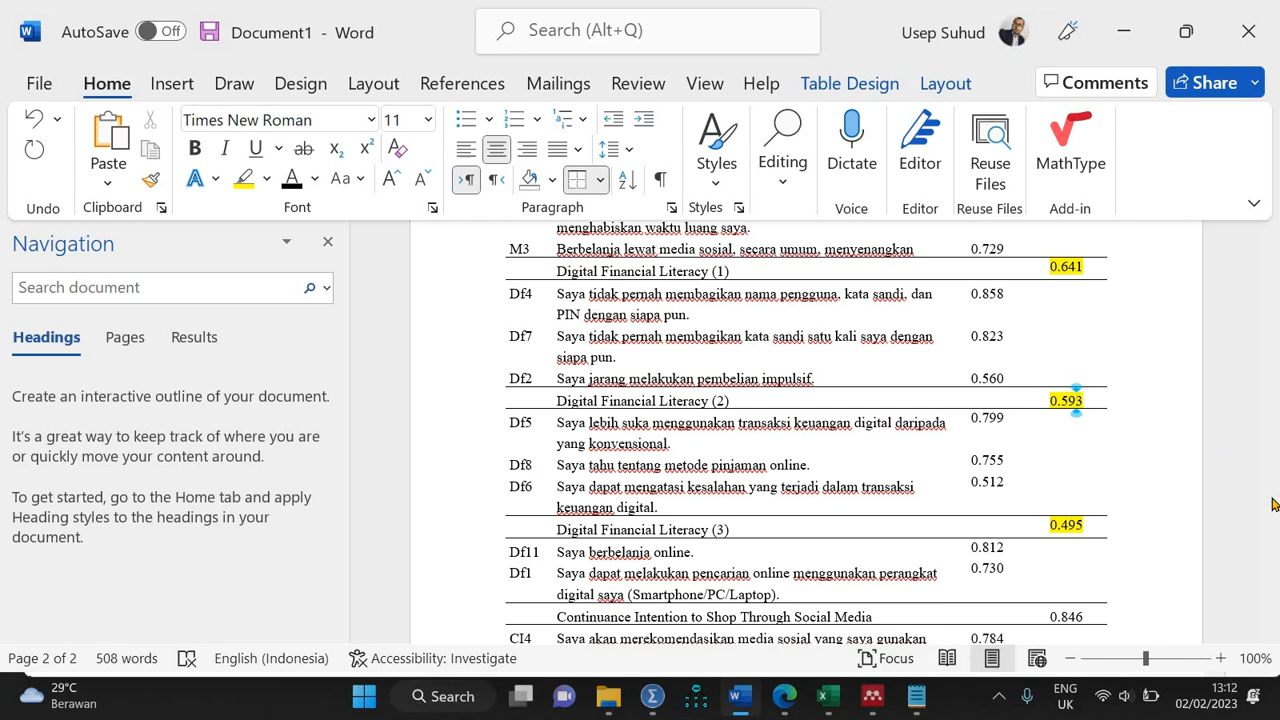 AutoSave Off Document1 - Word Search (Alt+Q) Usep Suhud
File Home Insert Draw Design Layout References Mailings Review View Help Table Design Layout Comments Share
Times New Roman 11
Paste
Styles Editing Dictate Editor Reuse Files MathType
Undo Clipboard Font Paragraph Styles Voice Editor Reuse Files Add-in
Navigation
Search document
Headings Pages Results
Create an interactive outline of your document.
It's a great way to keep track of where you are
or quickly move your content around.
To get started, go to the Home tab and apply
Heading styles to the headings in your
document.
menghabiskan waktu luang saya.
M3 Berbelanja lewat media sosial, secara umum, menyenangkan 0.729
Digital Financial Literacy (1) 0.641
Df4 Saya tidak pernah membagikan nama pengguna, kata sandi, dan 0.858
PIN dengan siapa pun.
Df7 Saya tidak pernah membagikan kata sandi satu kali saya dengan 0.823
siapa pun.
Df2 Saya jarang melakukan pembelian impulsif. 0.560
Digital Financial Literacy (2) 0.593
Df5 Saya lebih suka menggunakan transaksi keuangan digital daripada 0.799
yang konvensional.
Df8 Saya tahu tentang metode pinjaman online. 0.755
Df6 Saya dapat mengatasi kesalahan yang terjadi dalam transaksi 0.512
keuangan digital.
Digital Financial Literacy (3) 0.495
Df11 Saya berbelanja online. 0.812
Df1 Saya dapat melakukan pencarian online menggunakan perangkat 0.730
digital saya (Smartphone/PC/Laptop).
Continuance Intention to Shop Through Social Media 0.846
CI4 Saya akan merekomendasikan media sosial yang saya gunakan 0.784
Page 2 of 2 508 words English (Indonesia) Accessibility: Investigate Focus 100%
29°C
Berawan
Search
ENG
UK
13:12
02/02/2023